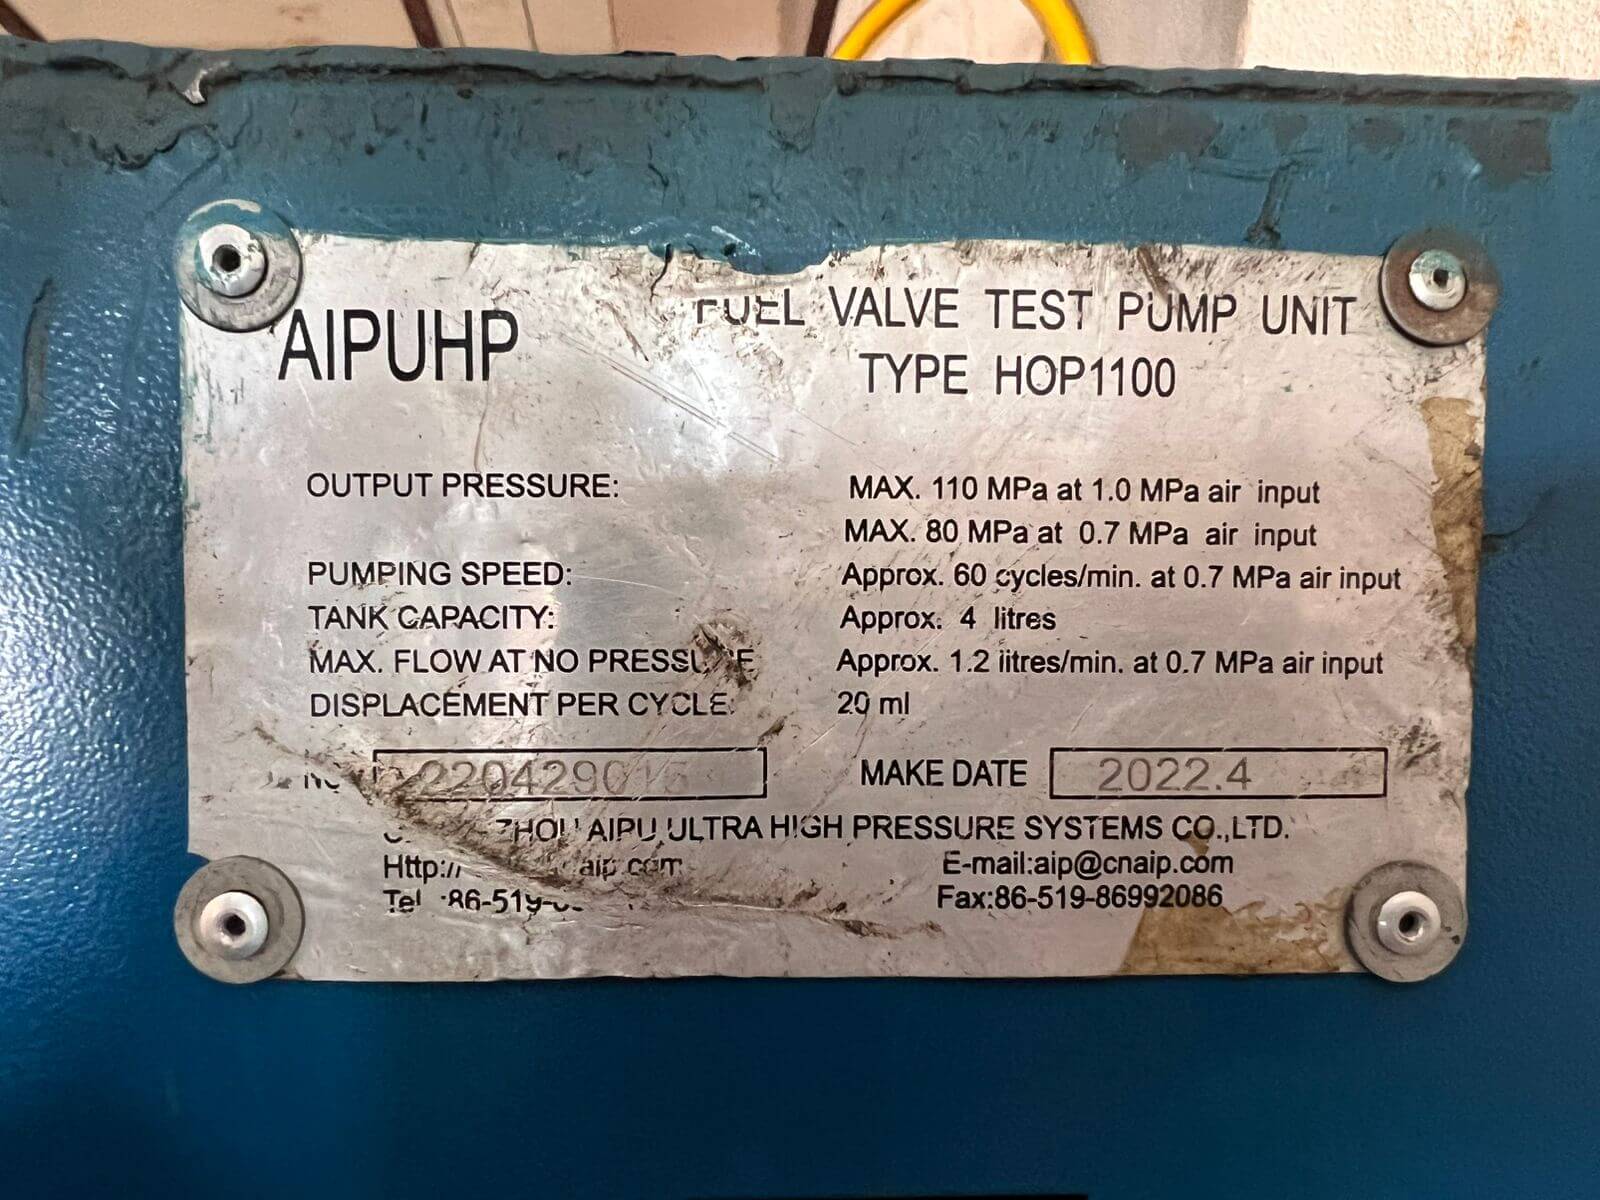 AIPUHP
FUEL VALVE TEST PUMP UNIT
TYPE HOP1100
OUTPUT PRESSURE: MAX. 110 MPa at 1.0 MPa air input
MAX. 80 MPa at 0.7 MPa air input
PUMPING SPEED: Approx. 60 cycles/min. at 0.7 MPa air input
TANK CAPACITY: Approx. 4 litres
MAX. FLOW AT NO PRESSURE Approx. 1.2 litres/min. at 0.7 MPa air input
DISPLACEMENT PER CYCLE: 20 ml
MAKE DATE 2022.4
AIPU ULTRA HIGH PRESSURE SYSTEMS CO.,LTD.
E-mail:aip@cnaip.com
Tel
Fax:86-519-86992086